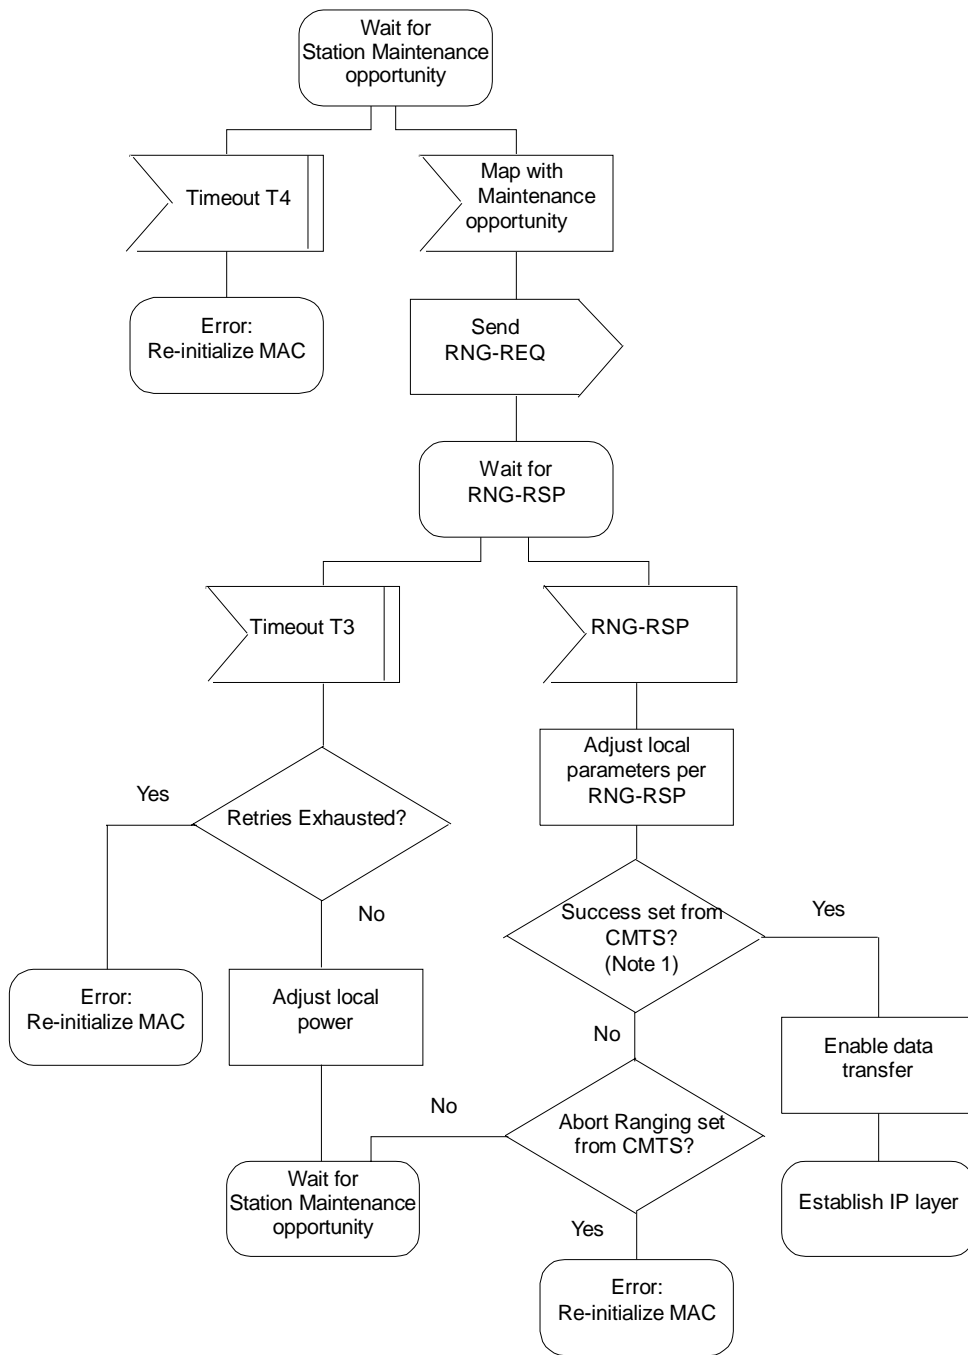 Wait for
Station Maintenance
opportunity
Timeout T4
Map with
Maintenance
opportunity
Error:
Re-initialize MAC
Send
RNG-REQ
Wait for
RNG-RSP
Timeout T3
RNG-RSP
Adjust local
parameters per
RNG-RSP
Yes
Retries Exhausted?
No
Success set from
CMTS?
(Note 1)
Yes
Error:
Re-initialize MAC
Adjust local
power
No
Enable data
transfer
No
Abort Ranging set
from CMTS?
Wait for
Station Maintenance
opportunity
Yes
Establish IP layer
Error:
Re-initialize MAC